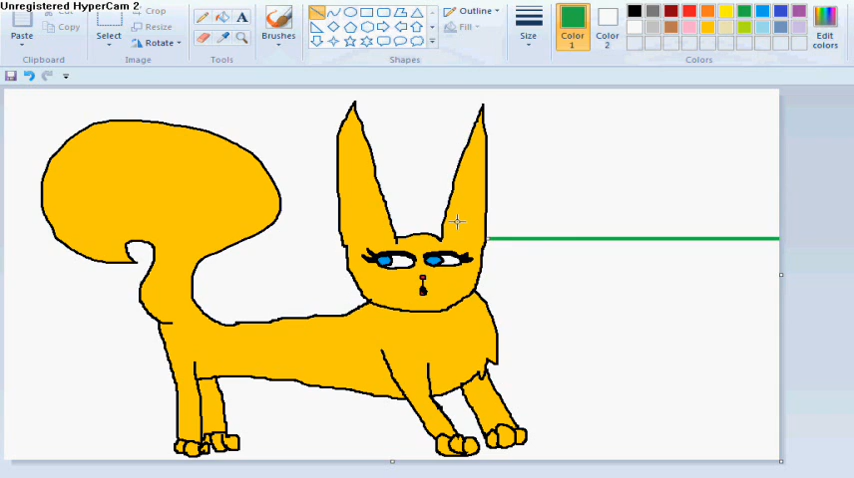 Unregistered HyperCam 2
Paste
Cut
Copy
Clipboard
Select
Crop
Resize
Rotate
Image
A
Tools
Brushes
Shapes
Outline
Fill
Size
Color 1
Color 2
Colors
Edit colors